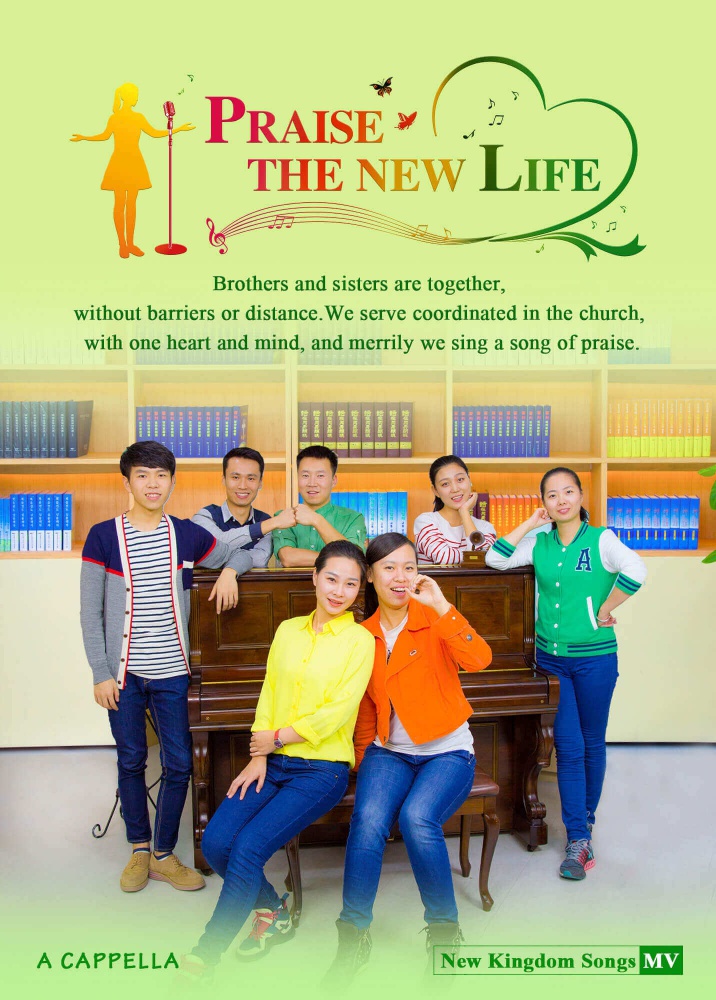 PRAISE
THE NEW LIFE
Brothers and sisters are together,
without barriers or distance.We serve coordinated in the church,
with one heart and mind, and merrily we sing a song of praise.
A
A CAPPELLA
New Kingdom Songs MV